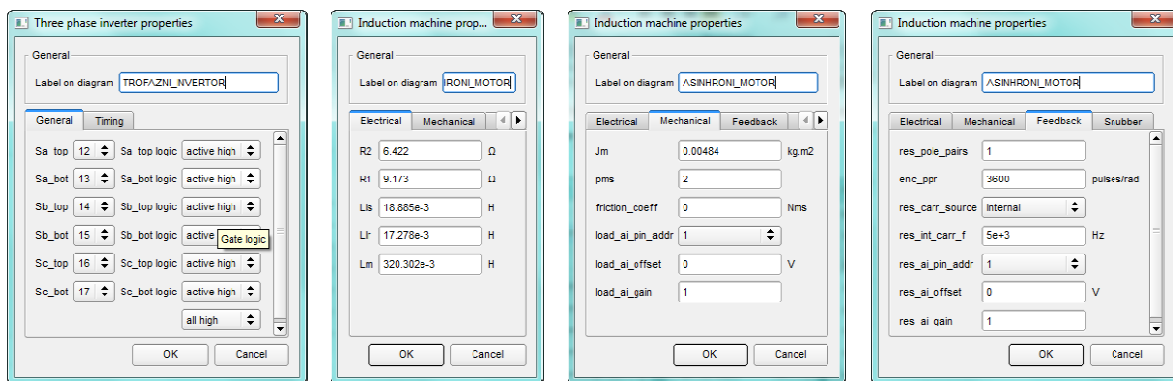 Three phase inverter properties
General
Label on diagram TROFAZNI_INVERTOR
General Timing
Sa_top 12 Sa_top logic active high
Sa_bot 13 Sa_bot logic active high
Sb_top 14 Sb_top logic active high
Sb_bot 15 Sb_bot logic active
Gate logic
Sc_top 16 Sc_top logic active high
Sc_bot 17 Sc_bot logic active high
all high
OK Cancel
Induction machine prop...
General
Label on diagram IRONI_MOTOR
Electrical Mechanical
R2 6.422 Ω
R1 9.173 Ω
Lls 18.885e-3 H
Llr 17.278e-3 H
Lm 320.302e-3 H
OK Cancel
Induction machine properties
General
Label on diagram ASINHRONI_MOTOR
Electrical Mechanical Feedback
Jm 0.00484 kgm2
pms 2
friction_coeff 0 Nms
load_ai_pin_addr 1
load_ai_offset 0 V
load_ai_gain 1
OK Cancel
Induction machine properties
General
Label on diagram ASINHRONI_MOTOR
Electrical Mechanical Feedback Snubber
res_pole_pairs 1
enc_ppr 3600 pulses/rad
res_carr_source Internal
res_int_carr_f 5e+3 Hz
res_ai_pin_addr 1
res_ai_offset 0 V
res_ai_gain 1
OK Cancel